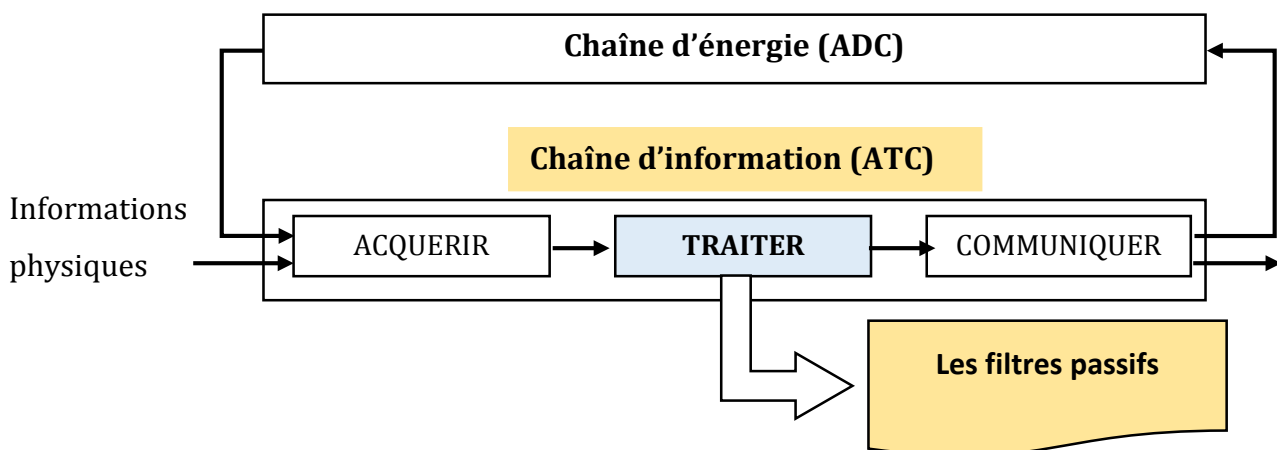 Chaîne d’énergie (ADC)
Chaîne d’information (ATC)
Informations
physiques
ACQUERIR
TRAITER
COMMUNIQUER
Les filtres passifs